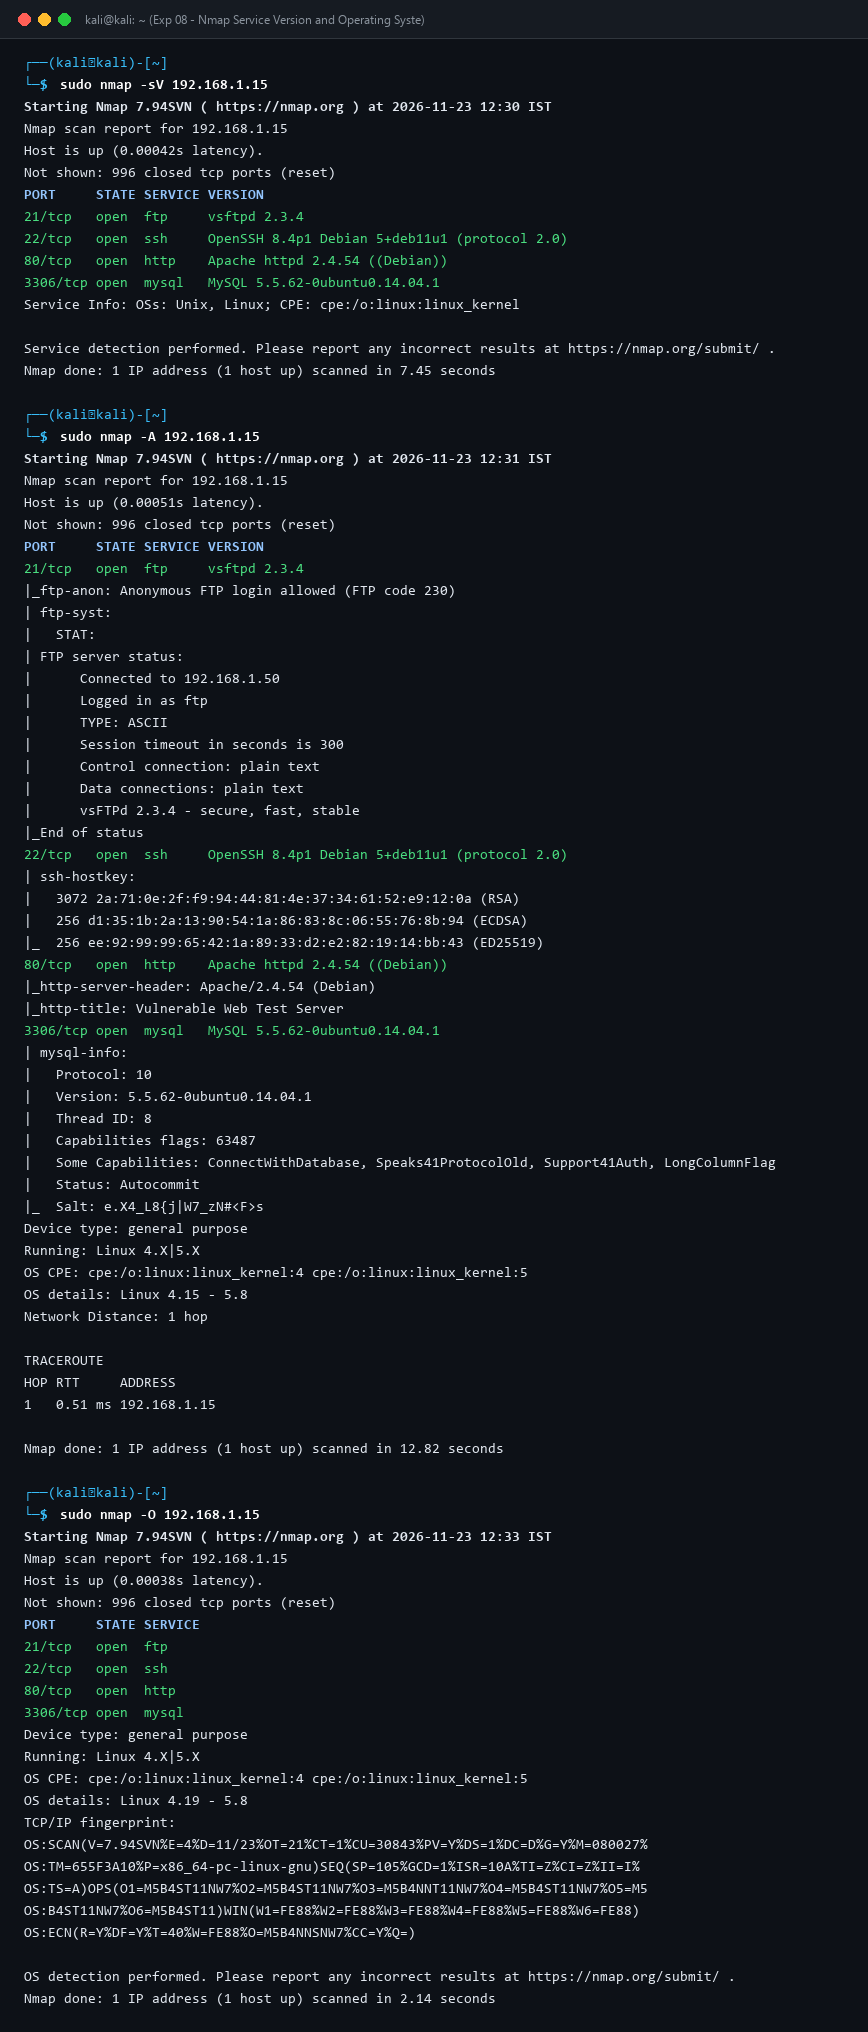 kali@kali: ~ (Exp 08 - Nmap Service Version and Operating Syste)
┌──(kali㉿kali)-[~]
└─$ sudo nmap -sV 192.168.1.15
Starting Nmap 7.94SVN ( https://nmap.org ) at 2026-11-23 12:30 IST
Nmap scan report for 192.168.1.15
Host is up (0.00042s latency).
Not shown: 996 closed tcp ports (reset)
PORT     STATE SERVICE VERSION
21/tcp   open  ftp     vsftpd 2.3.4
22/tcp   open  ssh     OpenSSH 8.4p1 Debian 5+deb11u1 (protocol 2.0)
80/tcp   open  http    Apache httpd 2.4.54 ((Debian))
3306/tcp open  mysql   MySQL 5.5.62-0ubuntu0.14.04.1
Service Info: OSs: Unix, Linux; CPE: cpe:/o:linux:linux_kernel

Service detection performed. Please report any incorrect results at https://nmap.org/submit/ .
Nmap done: 1 IP address (1 host up) scanned in 7.45 seconds

┌──(kali㉿kali)-[~]
└─$ sudo nmap -A 192.168.1.15
Starting Nmap 7.94SVN ( https://nmap.org ) at 2026-11-23 12:31 IST
Nmap scan report for 192.168.1.15
Host is up (0.00051s latency).
Not shown: 996 closed tcp ports (reset)
PORT     STATE SERVICE VERSION
21/tcp   open  ftp     vsftpd 2.3.4
|_ftp-anon: Anonymous FTP login allowed (FTP code 230)
| ftp-syst:
|   STAT:
| FTP server status:
|      Connected to 192.168.1.50
|      Logged in as ftp
|      TYPE: ASCII
|      Session timeout in seconds is 300
|      Control connection: plain text
|      Data connections: plain text
|      vsFTPd 2.3.4 - secure, fast, stable
|_End of status
22/tcp   open  ssh     OpenSSH 8.4p1 Debian 5+deb11u1 (protocol 2.0)
| ssh-hostkey:
|   3072 2a:71:0e:2f:f9:94:44:81:4e:37:34:61:52:e9:12:0a (RSA)
|   256 d1:35:1b:2a:13:90:54:1a:86:83:8c:06:55:76:8b:94 (ECDSA)
|_  256 ee:92:99:99:65:42:1a:89:33:d2:e2:82:19:14:bb:43 (ED25519)
80/tcp   open  http    Apache httpd 2.4.54 ((Debian))
|_http-server-header: Apache/2.4.54 (Debian)
|_http-title: Vulnerable Web Test Server
3306/tcp open  mysql   MySQL 5.5.62-0ubuntu0.14.04.1
| mysql-info:
|   Protocol: 10
|   Version: 5.5.62-0ubuntu0.14.04.1
|   Thread ID: 8
|   Capabilities flags: 63487
|   Some Capabilities: ConnectWithDatabase, Speaks41ProtocolOld, Support41Auth, LongColumnFlag
|   Status: Autocommit
|_  Salt: e.X4_L8{j|W7_zN#<F>s
Device type: general purpose
Running: Linux 4.X|5.X
OS CPE: cpe:/o:linux:linux_kernel:4 cpe:/o:linux:linux_kernel:5
OS details: Linux 4.15 - 5.8
Network Distance: 1 hop

TRACEROUTE
HOP RTT     ADDRESS
1   0.51 ms 192.168.1.15

Nmap done: 1 IP address (1 host up) scanned in 12.82 seconds

┌──(kali㉿kali)-[~]
└─$ sudo nmap -O 192.168.1.15
Starting Nmap 7.94SVN ( https://nmap.org ) at 2026-11-23 12:33 IST
Nmap scan report for 192.168.1.15
Host is up (0.00038s latency).
Not shown: 996 closed tcp ports (reset)
PORT     STATE SERVICE
21/tcp   open  ftp
22/tcp   open  ssh
80/tcp   open  http
3306/tcp open  mysql
Device type: general purpose
Running: Linux 4.X|5.X
OS CPE: cpe:/o:linux:linux_kernel:4 cpe:/o:linux:linux_kernel:5
OS details: Linux 4.19 - 5.8
TCP/IP fingerprint:
OS:SCAN(V=7.94SVN%E=4%D=11/23%OT=21%CT=1%CU=30843%PV=Y%DS=1%DC=D%G=Y%M=080027%
OS:TM=655F3A10%P=x86_64-pc-linux-gnu)SEQ(SP=105%GCD=1%ISR=10A%TI=Z%CI=Z%II=I%
OS:TS=A)OPS(O1=M5B4ST11NW7%O2=M5B4ST11NW7%O3=M5B4NNT11NW7%O4=M5B4ST11NW7%O5=M5
OS:B4ST11NW7%O6=M5B4ST11)WIN(W1=FE88%W2=FE88%W3=FE88%W4=FE88%W5=FE88%W6=FE88)
OS:ECN(R=Y%DF=Y%T=40%W=FE88%O=M5B4NNSNW7%CC=Y%Q=)

OS detection performed. Please report any incorrect results at https://nmap.org/submit/ .
Nmap done: 1 IP address (1 host up) scanned in 2.14 seconds